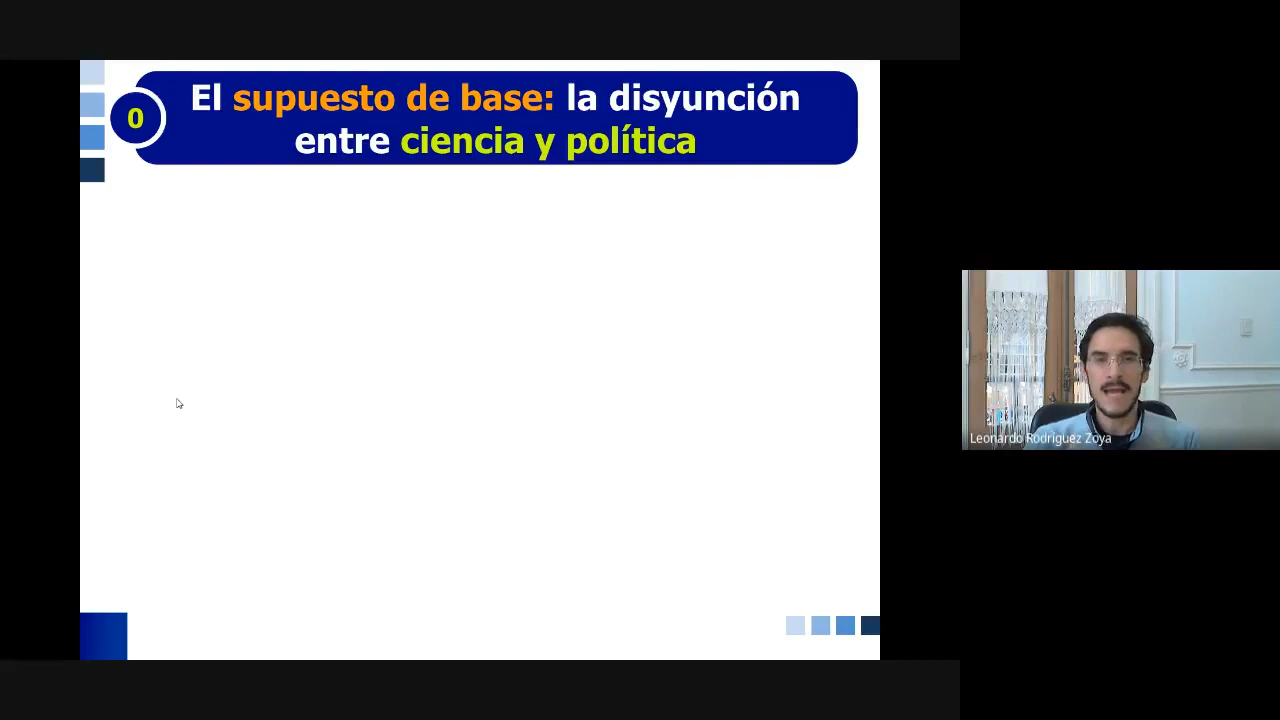 0
El supuesto de base: la disyunción
entre ciencia y política
Leonardo Rodríguez Zoya